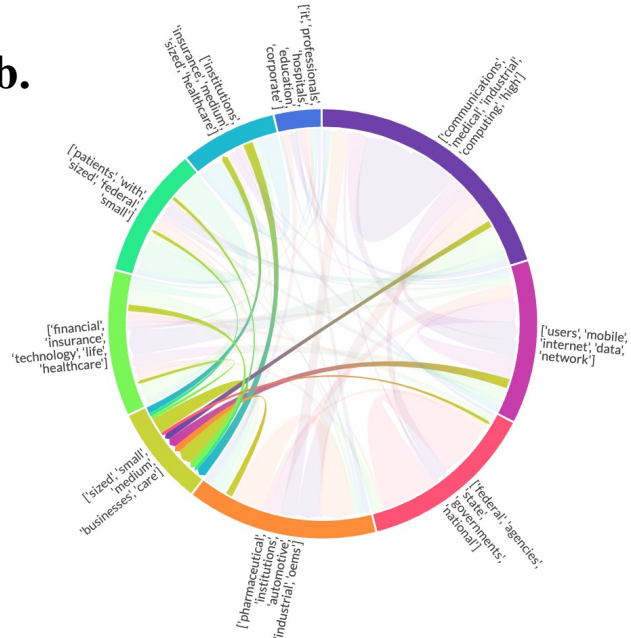 b.
['it', 'professionals',
'hospitals',
'education',
'corporate']
['communications',
'medical', 'industrial',
'computing', 'high']
['users', 'mobile',
'internet', 'data',
'network']
['federal', 'agencies',
'state',
'governments',
'national']
['pharmaceutical',
'institutions',
'automotive',
'industrial', 'oems']
['sized', 'small',
'medium',
'businesses', 'care']
['financial',
'insurance',
'technology', 'life',
'healthcare']
['patients', 'with',
'sized', 'federal',
'small']
['institutions',
'insurance', 'medium',
'sized', 'healthcare']